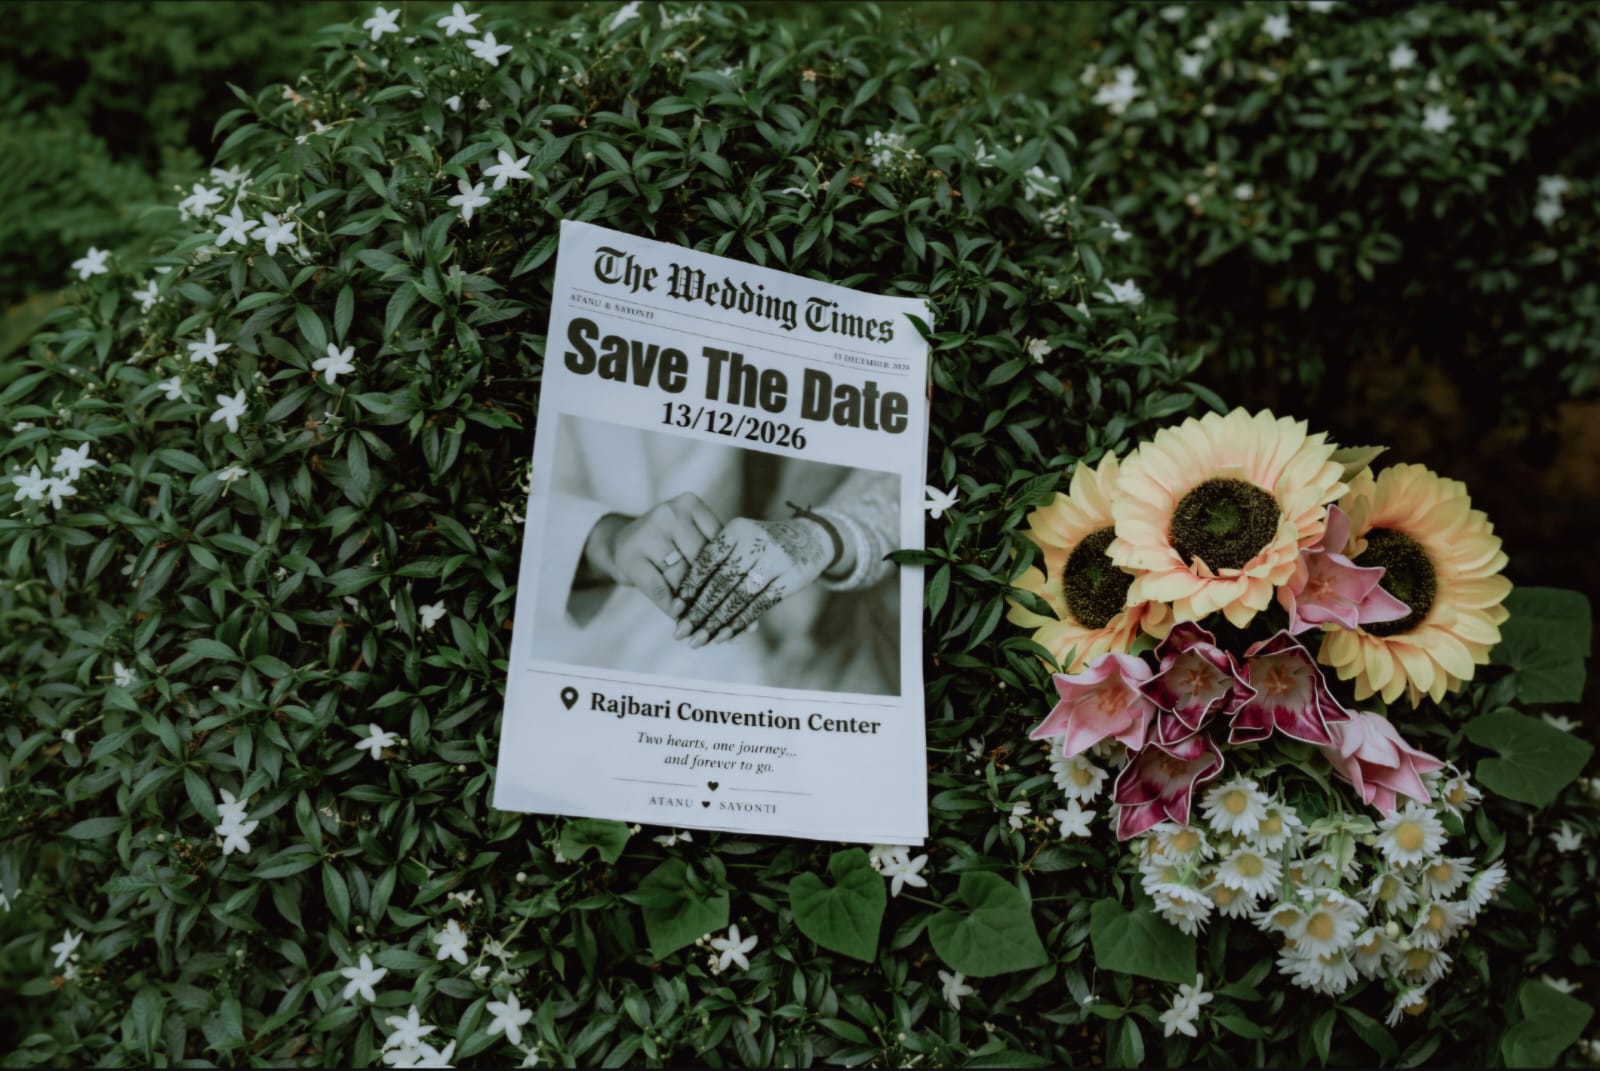 The Wedding Times
ATANU & SAYONTI
13 DECEMBER 2026
Save The Date
13/12/2026
Rajbari Convention Center
Two hearts, one journey...
and forever to go.
ATANU ♥ SAYONTI